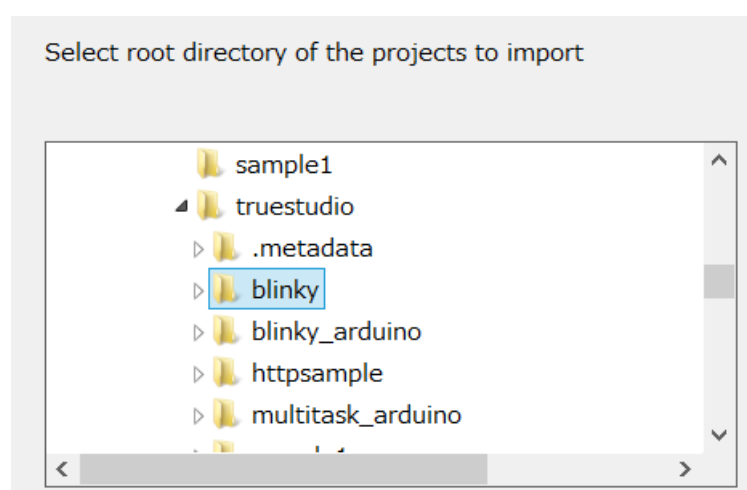 Select root directory of the projects to import
sample1
truestudio
.metadata
blinky
blinky_arduino
httpsample
multitask_arduino